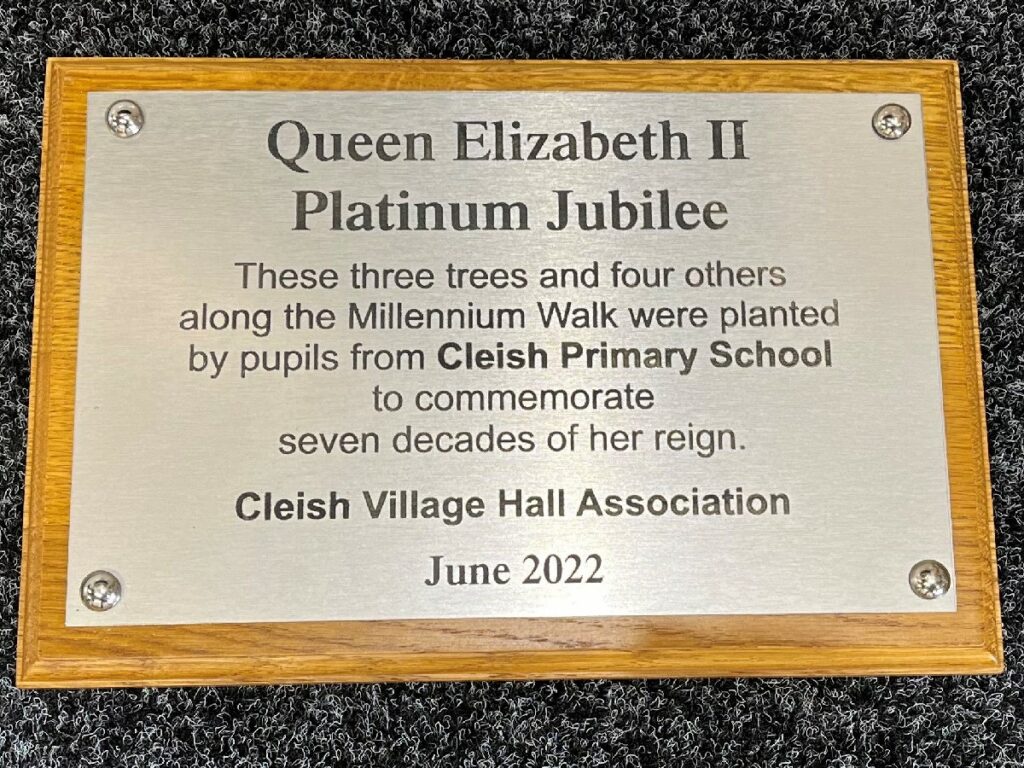 Queen Elizabeth II
Platinum Jubilee
These three trees and four others
along the Millennium Walk were planted
by pupils from Cleish Primary School
to commemorate
seven decades of her reign.
Cleish Village Hall Association
June 2022